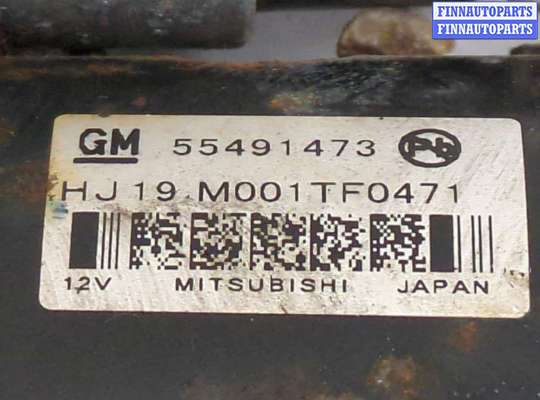 FINNAUTOPARTS
FINNAUTOPARTS
GM 55491473 Pb
HJ19 M001TF0471
12V MITSUBISHI JAPAN